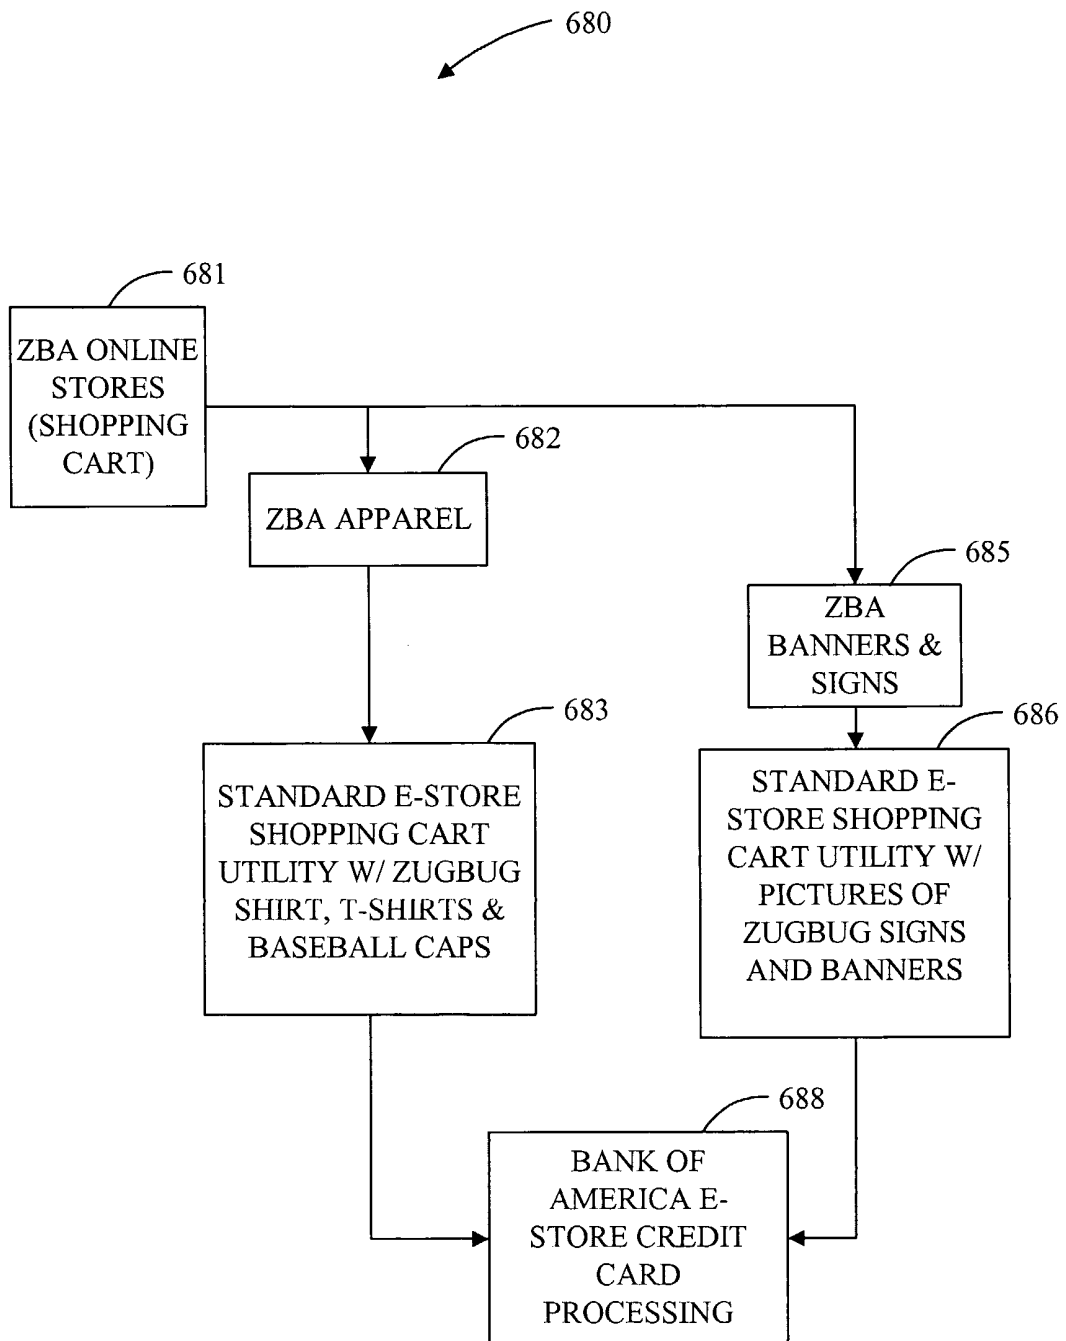 680
681
ZBA ONLINE
STORES
(SHOPPING
CART)
682
ZBA APPAREL
685
ZBA
BANNERS &
SIGNS
683
STANDARD E-STORE
SHOPPING CART
UTILITY W/ ZUGBUG
SHIRT, T-SHIRTS &
BASEBALL CAPS
686
STANDARD E-
STORE SHOPPING
CART UTILITY W/
PICTURES OF
ZUGBUG SIGNS
AND BANNERS
688
BANK OF
AMERICA E-
STORE CREDIT
CARD
PROCESSING